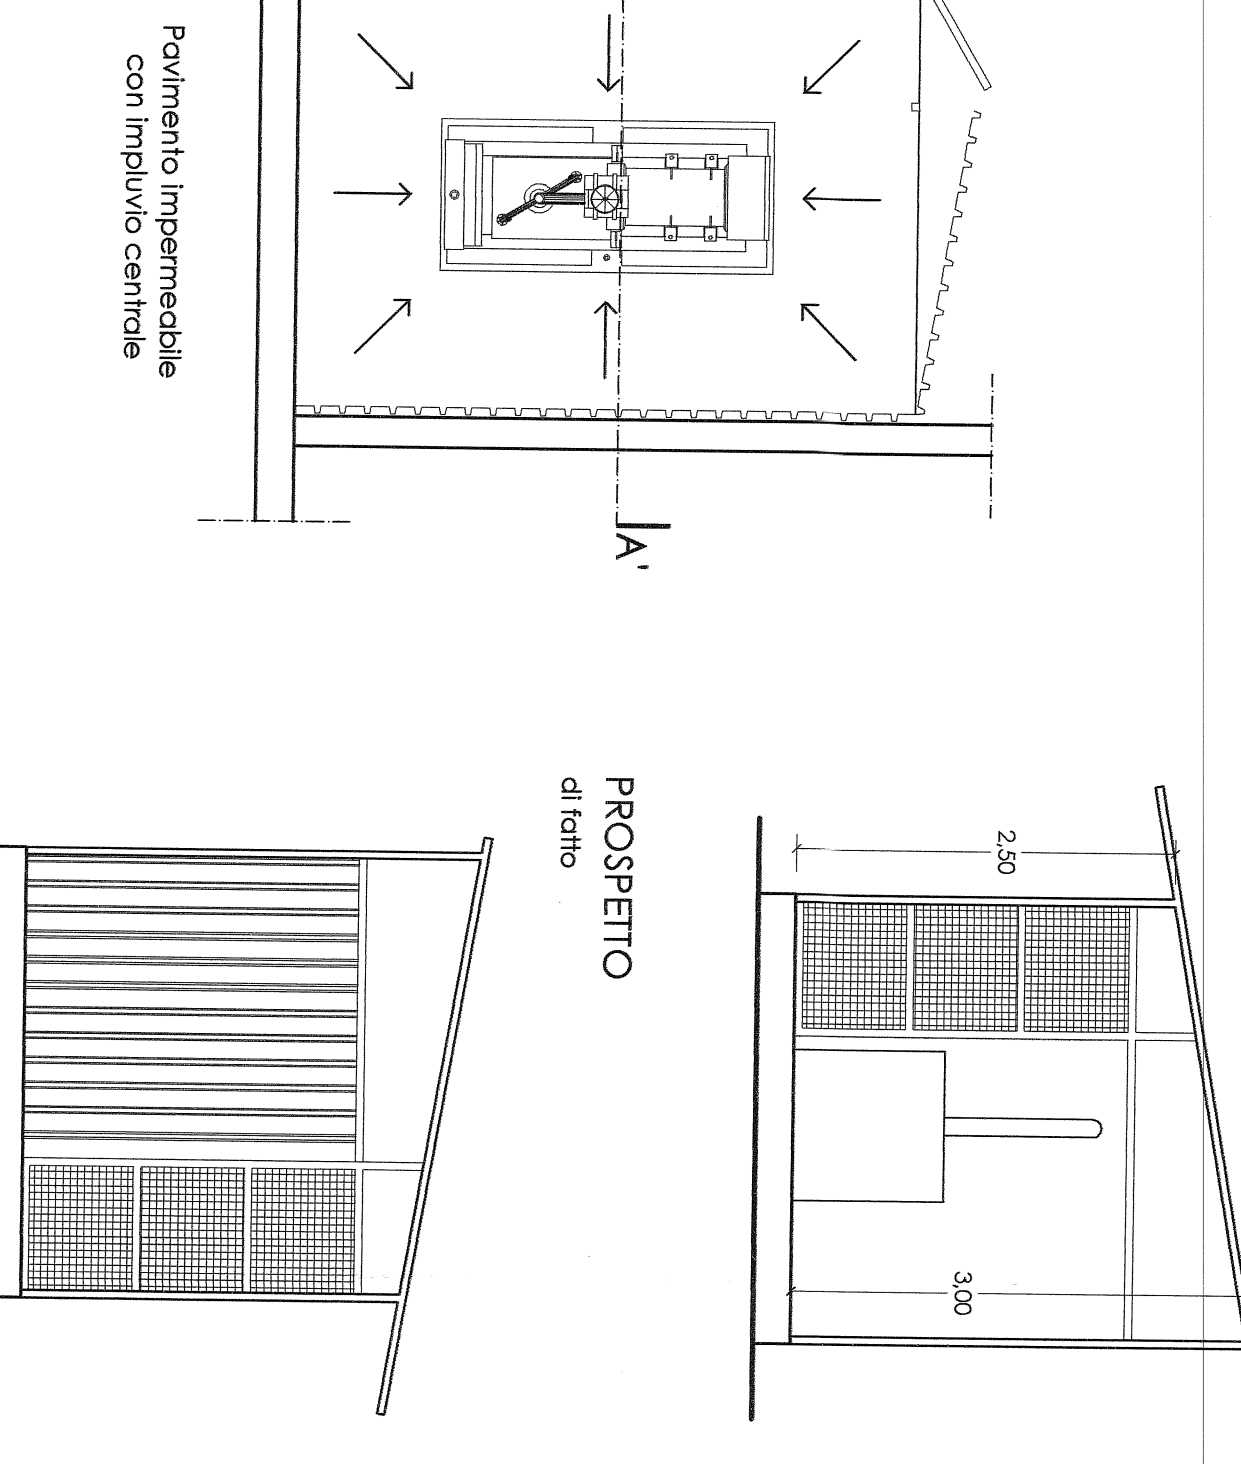 Pavimento impermeabile
con impluvio centrale
A'
PROSPETTO
di fatto
2,50
3,00